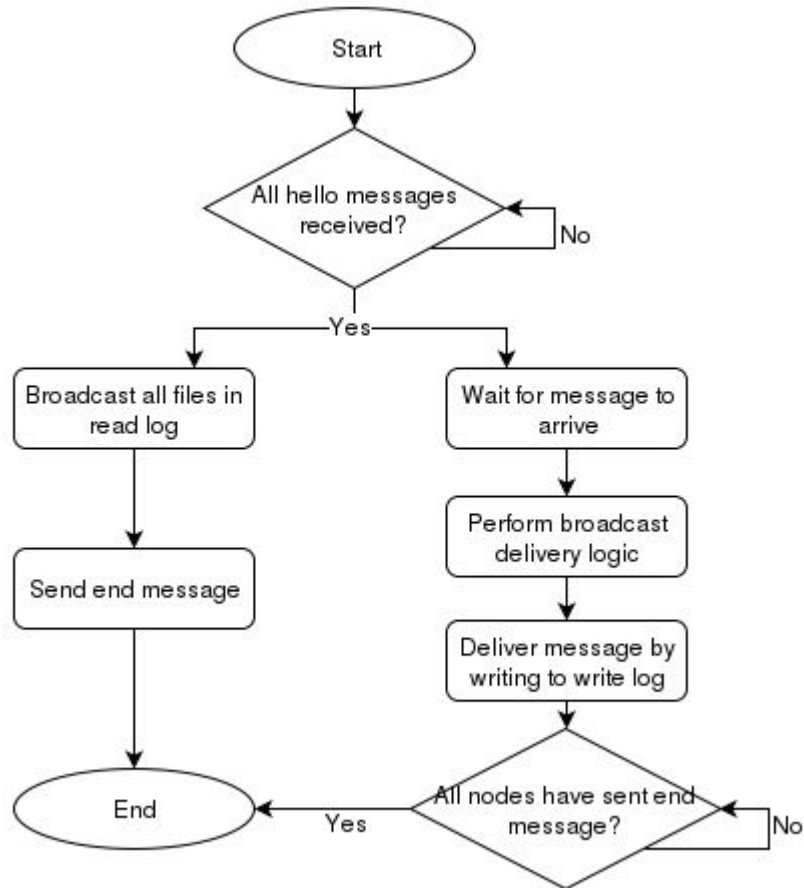 Start
All hello messages
received?
No
Yes
Broadcast all files in
read log
Wait for message to
arrive
Perform broadcast
delivery logic
Send end message
Deliver message by
writing to write log
End
Yes
All nodes have sent end
message?
No